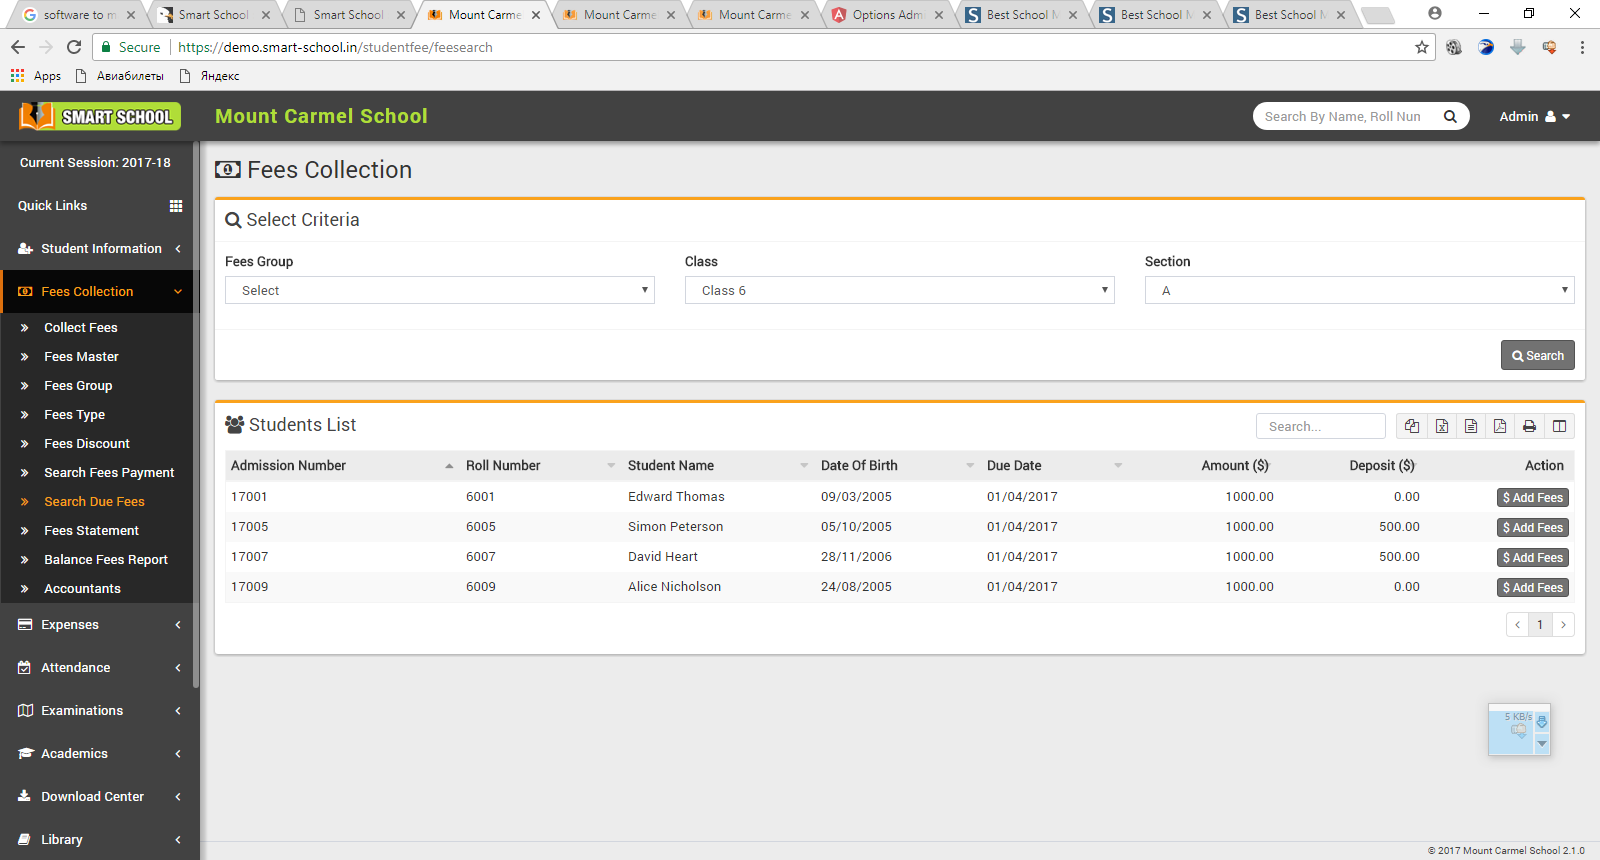 software to m
Smart School
Smart School
Mount Carme
Mount Carme
Mount Carme
Options Adm
Best School M
Best School M
Best School M
Secure https://demo.smart-school.in/studentfee/feesearch
Apps Авиабилеты Яндекс
SMART SCHOOL Mount Carmel School Search By Name, Roll Num Admin
Current Session: 2017-18
Quick Links
Student Information
Fees Collection
Collect Fees
Fees Master
Fees Group
Fees Type
Fees Discount
Search Fees Payment
Search Due Fees
Fees Statement
Balance Fees Report
Accountants
Expenses
Attendance
Examinations
Academics
Download Center
Library
Fees Collection
Select Criteria
Fees Group Class Section
Select Class 6 A
Search
Students List Search...
Admission Number Roll Number Student Name Date Of Birth Due Date Amount ($) Deposit ($) Action
17001 6001 Edward Thomas 09/03/2005 01/04/2017 1000.00 0.00 $ Add Fees
17005 6005 Simon Peterson 05/10/2005 01/04/2017 1000.00 500.00 $ Add Fees
17007 6007 David Heart 28/11/2006 01/04/2017 1000.00 500.00 $ Add Fees
17009 6009 Alice Nicholson 24/08/2005 01/04/2017 1000.00 0.00 $ Add Fees
1
5 KB/s
© 2017 Mount Carmel School 2.1.0